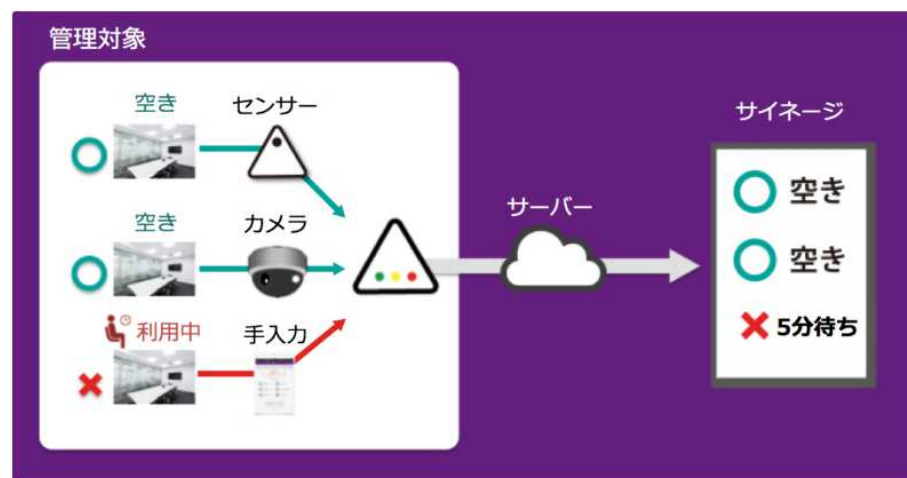 管理対象
空き
センサー
サイネージ
空き
空き
カメラ
サーバー
空き
利用中
手入力
5分待ち